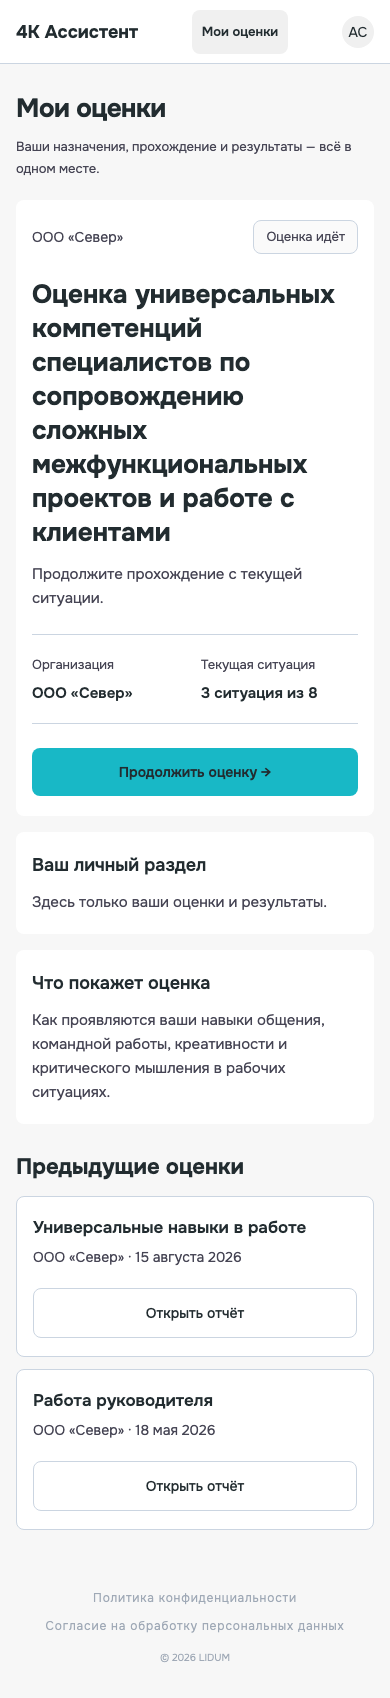 4К Ассистент
Мои оценки
АС
Мои оценки
Ваши назначения, прохождение и результаты — всё в
одном месте.
ООО «Север»
Оценка идёт
Оценка универсальных
компетенций
специалистов по
сопровождению
сложных
межфункциональных
проектов и работе с
клиентами
Продолжите прохождение с текущей
ситуации.
Организация
Текущая ситуация
ООО «Север»
3 ситуация из 8
Продолжить оценку →
Ваш личный раздел
Здесь только ваши оценки и результаты.
Что покажет оценка
Как проявляются ваши навыки общения,
командной работы, креативности и
критического мышления в рабочих
ситуациях.
Предыдущие оценки
Универсальные навыки в работе
ООО «Север» · 15 августа 2026
Открыть отчёт
Работа руководителя
ООО «Север» · 18 мая 2026
Открыть отчёт
Политика конфиденциальности
Согласие на обработку персональных данных
© 2026 LIDUM